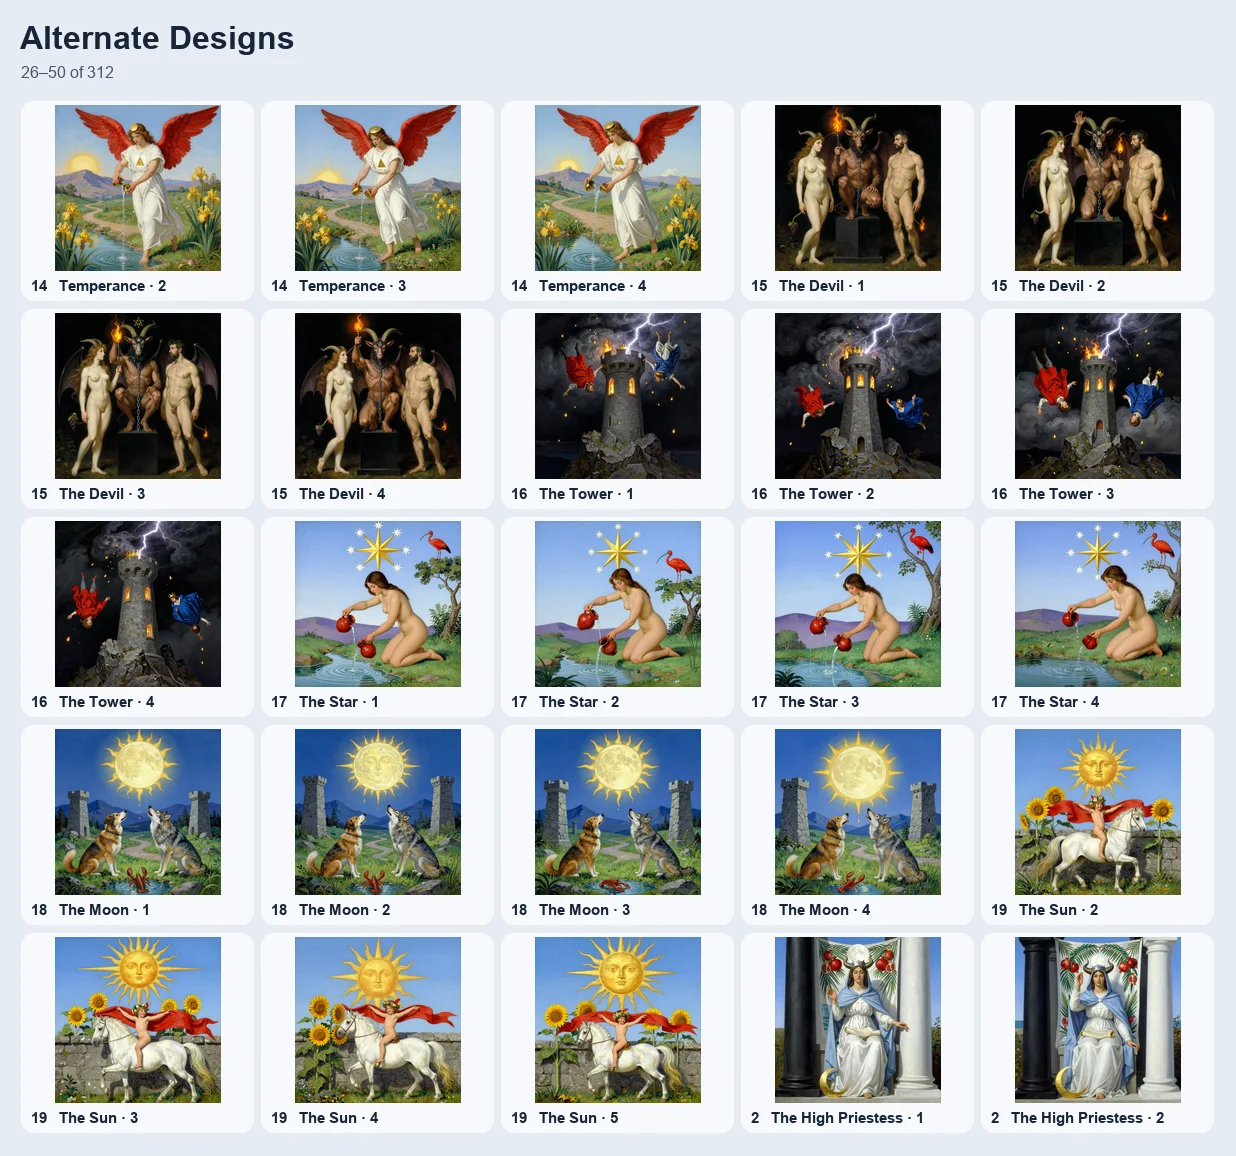 Alternate Designs
26–50 of 312
14 Temperance · 2
14 Temperance · 3
14 Temperance · 4
15 The Devil · 1
15 The Devil · 2
15 The Devil · 3
15 The Devil · 4
16 The Tower · 1
16 The Tower · 2
16 The Tower · 3
16 The Tower · 4
17 The Star · 1
17 The Star · 2
17 The Star · 3
17 The Star · 4
18 The Moon · 1
18 The Moon · 2
18 The Moon · 3
18 The Moon · 4
19 The Sun · 2
19 The Sun · 3
19 The Sun · 4
19 The Sun · 5
2 The High Priestess · 1
2 The High Priestess · 2